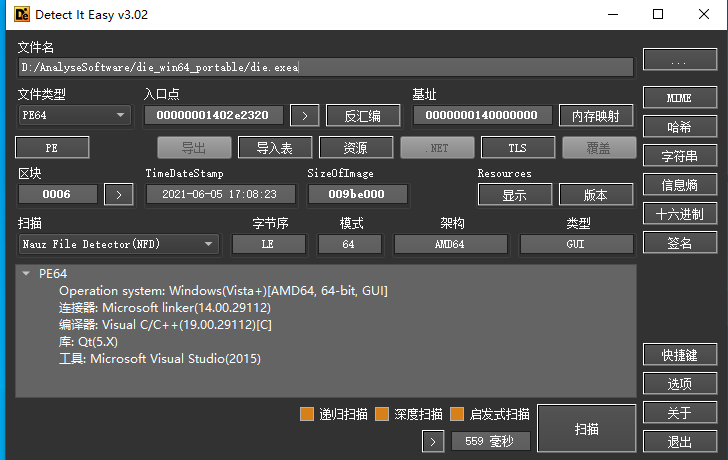 Detect It Easy v3.02
文件名
D:/AnalyseSoftware/die_win64_portable/die.exea
...
文件类型 入口点 基址
PE64 00000001402e2320 > 反汇编 0000000140000000 内存映射 MIME
PE 导出 导入表 资源 .NET TLS 覆盖 哈希
区块 TimeDateStamp SizeOfImage Resources 字符串
0006 > 2021-06-05 17:08:23 009be000 显示 版本 信息熵
扫描 字节序 模式 架构 类型 十六进制
Nauz File Detector(NFD) LE 64 AMD64 GUI 签名
PE64
Operation system: Windows(Vista+)[AMD64, 64-bit, GUI]
连接器: Microsoft linker(14.00.29112)
编译器: Visual C/C++(19.00.29112)[C]
库: Qt(5.X)
工具: Microsoft Visual Studio(2015)
快捷键
选项
递归扫描 深度扫描 启发式扫描 扫描 关于
> 559 毫秒 退出